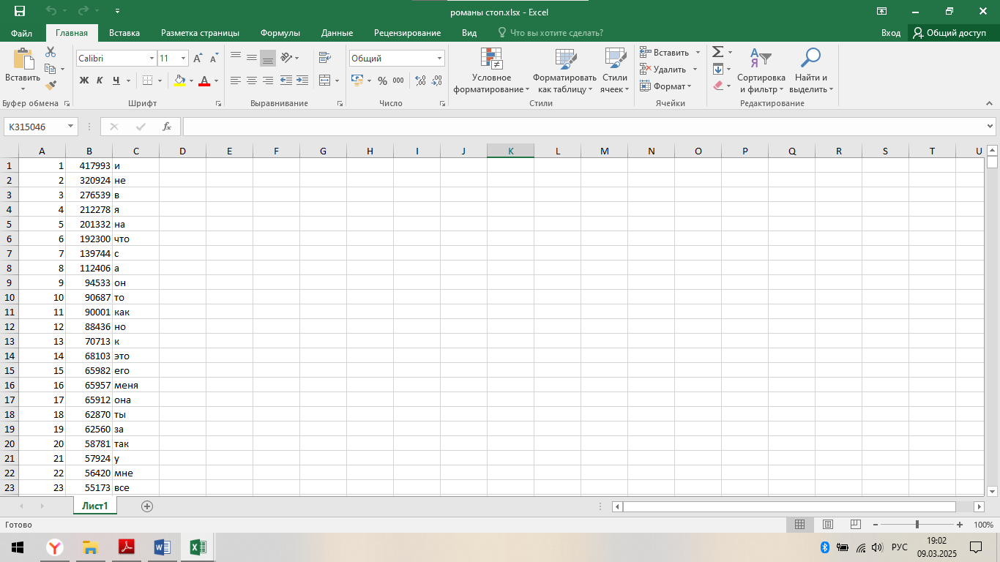 романы стоп.xlsx - Excel
Файл Главная Вставка Разметка страницы Формулы Данные Рецензирование Вид Что вы хотите сделать? Вход Общий доступ
Вставить
Calibri 11
Ж К Ч
Общий
% 000
Условное форматирование
Форматировать как таблицу
Стили ячеек
Вставить
Удалить
Формат
Сортировка и фильтр
Найти и выделить
Буфер обмена Шрифт Выравнивание Число Стили Ячейки Редактирование
K315046 fx
A B C D E F G H I J K L M N O P Q R S T U
1 1 417993 и
2 2 320924 не
3 3 276539 в
4 4 212278 я
5 5 201332 на
6 6 192300 что
7 7 139744 с
8 8 112406 а
9 9 94533 он
10 10 90687 то
11 11 90001 как
12 12 88436 но
13 13 70713 к
14 14 68103 это
15 15 65982 его
16 16 65957 меня
17 17 65912 она
18 18 62870 ты
19 19 62560 за
20 20 58781 так
21 21 57924 у
22 22 56420 мне
23 23 55173 все
Лист1
Готово 100%
РУС 19:02
09.03.2025